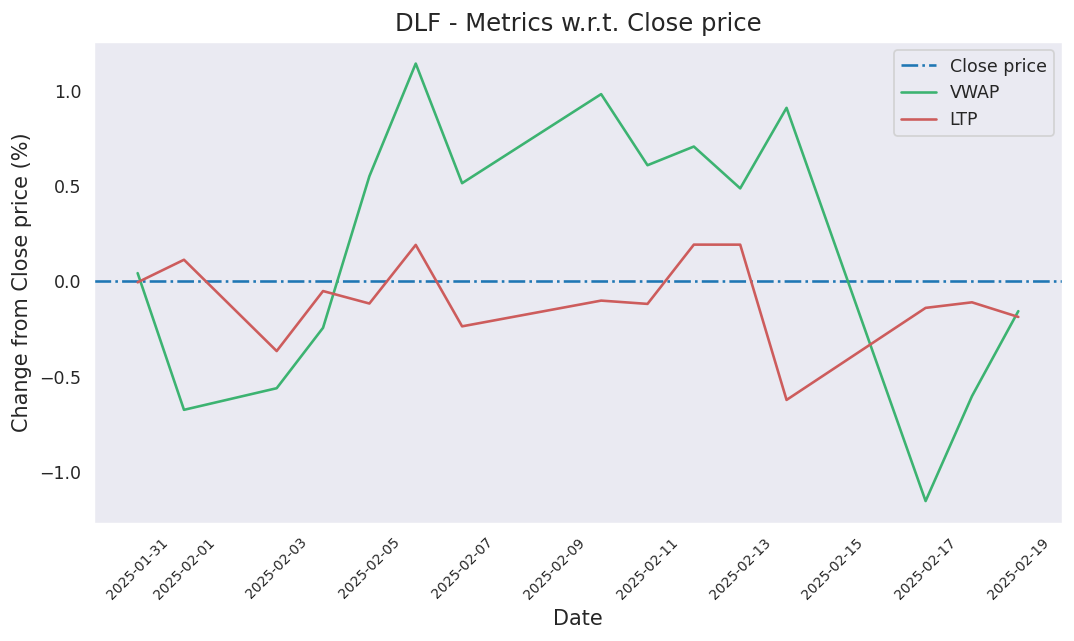 DLF - Metrics w.r.t. Close price
Close price
VWAP
LTP
Change from Close price (%)
1.0
0.5
0.0
−0.5
−1.0
2025-01-31
2025-02-01
2025-02-03
2025-02-05
2025-02-07
2025-02-09
2025-02-11
2025-02-13
2025-02-15
2025-02-17
2025-02-19
Date